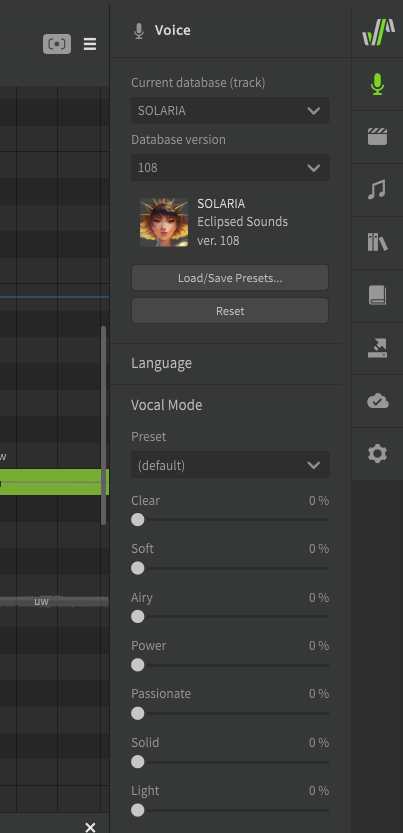 Voice
Current database (track)
SOLARIA
Database version
108
SOLARIA
Eclipsed Sounds
ver. 108
Load/Save Presets...
Reset
Language
Vocal Mode
Preset
(default)
Clear 0 %
Soft 0 %
Airy 0 %
Power 0 %
Passionate 0 %
Solid 0 %
Light 0 %
w
uw